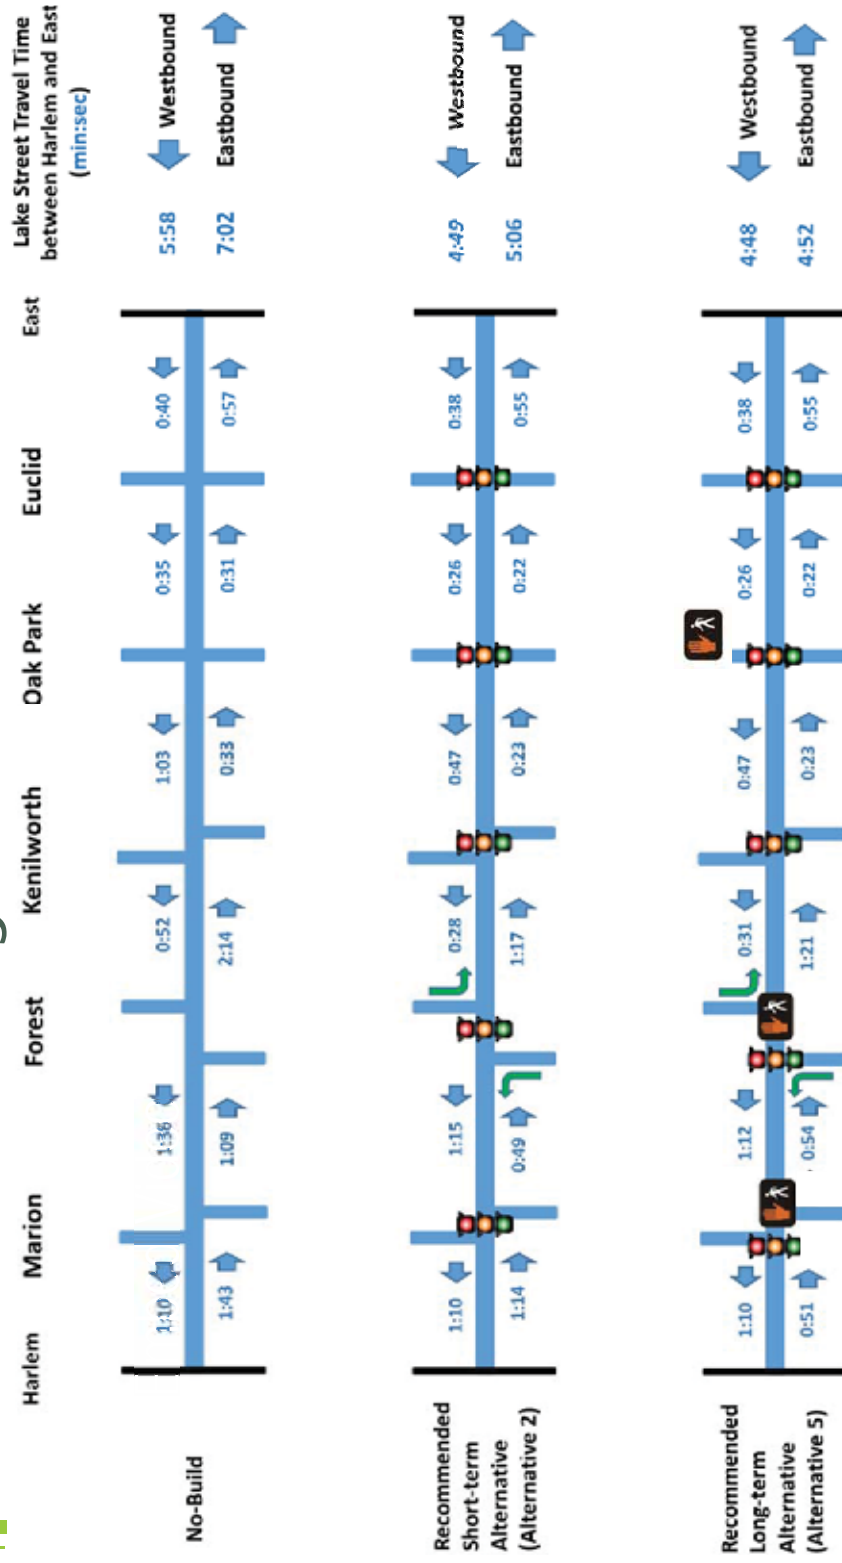 Harlem
Marion
Forest
Kenilworth
Oak Park
Euclid
East
Lake Street Travel Time
between Harlem and East
(min:sec)
No-Build
1:10
1:36
0:52
1:03
0:35
0:40
5:58
Westbound
1:43
1:09
2:14
0:33
0:31
0:57
7:02
Eastbound
Recommended
Short-term
Alternative
(Alternative 2)
1:10
1:15
0:28
0:47
0:26
0:38
4:49
Westbound
1:14
0:49
1:17
0:23
0:22
0:55
5:06
Eastbound
Recommended
Long-term
Alternative
(Alternative 5)
1:10
1:12
0:31
0:47
0:26
0:38
4:48
Westbound
0:51
0:54
1:21
0:23
0:22
0:55
4:52
Eastbound